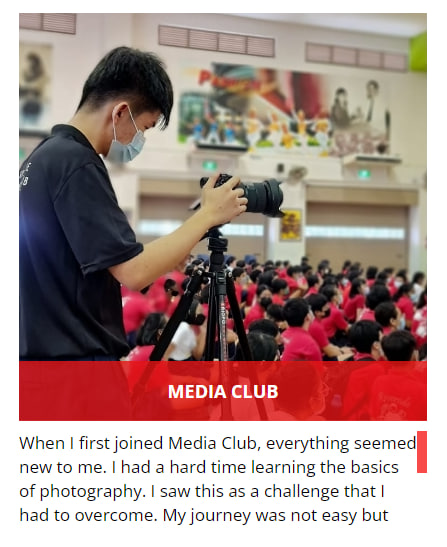 MEDIA CLUB
When I first joined Media Club, everything seemed
new to me. I had a hard time learning the basics
of photography. I saw this as a challenge that I
had to overcome. My journey was not easy but